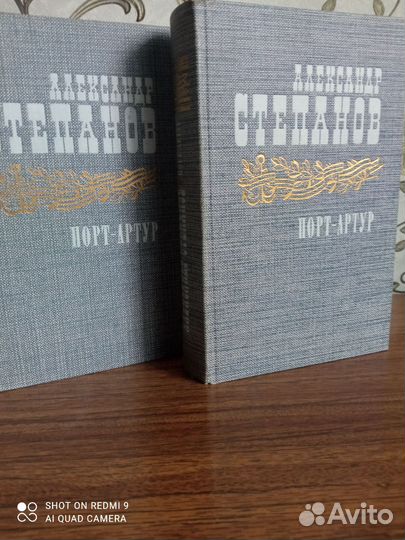 АЛЕКСАНДР
СТЕПАНОВ
ПОРТ-АРТУР
АЛЕКСАНДР
СТЕПАНОВ
ПОРТ-АРТУР
SHOT ON REDMI 9
AI QUAD CAMERA
Avito